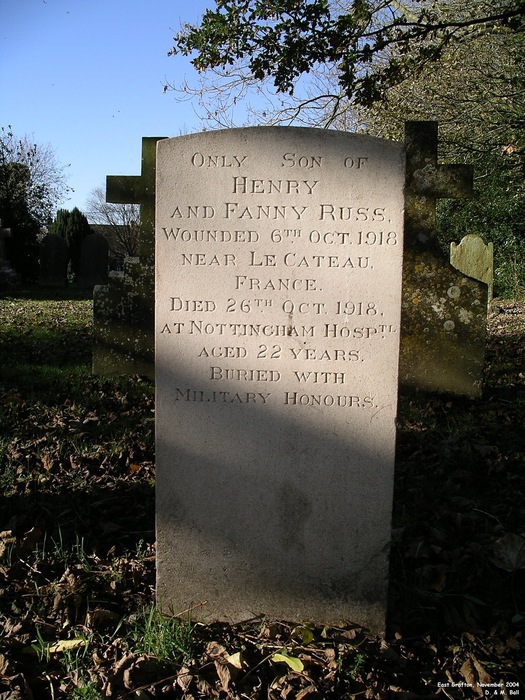 ONLY SON OF
HENRY
AND FANNY RUSS.
WOUNDED 6TH OCT. 1918
NEAR LE CATEAU.
FRANCE.
DIED 26TH OCT. 1918.
AT NOTTINGHAM HOSPTL
AGED 22 YEARS.
BURIED WITH
MILITARY HONOURS.
East Grafton, November 2004
D. & M. Ball